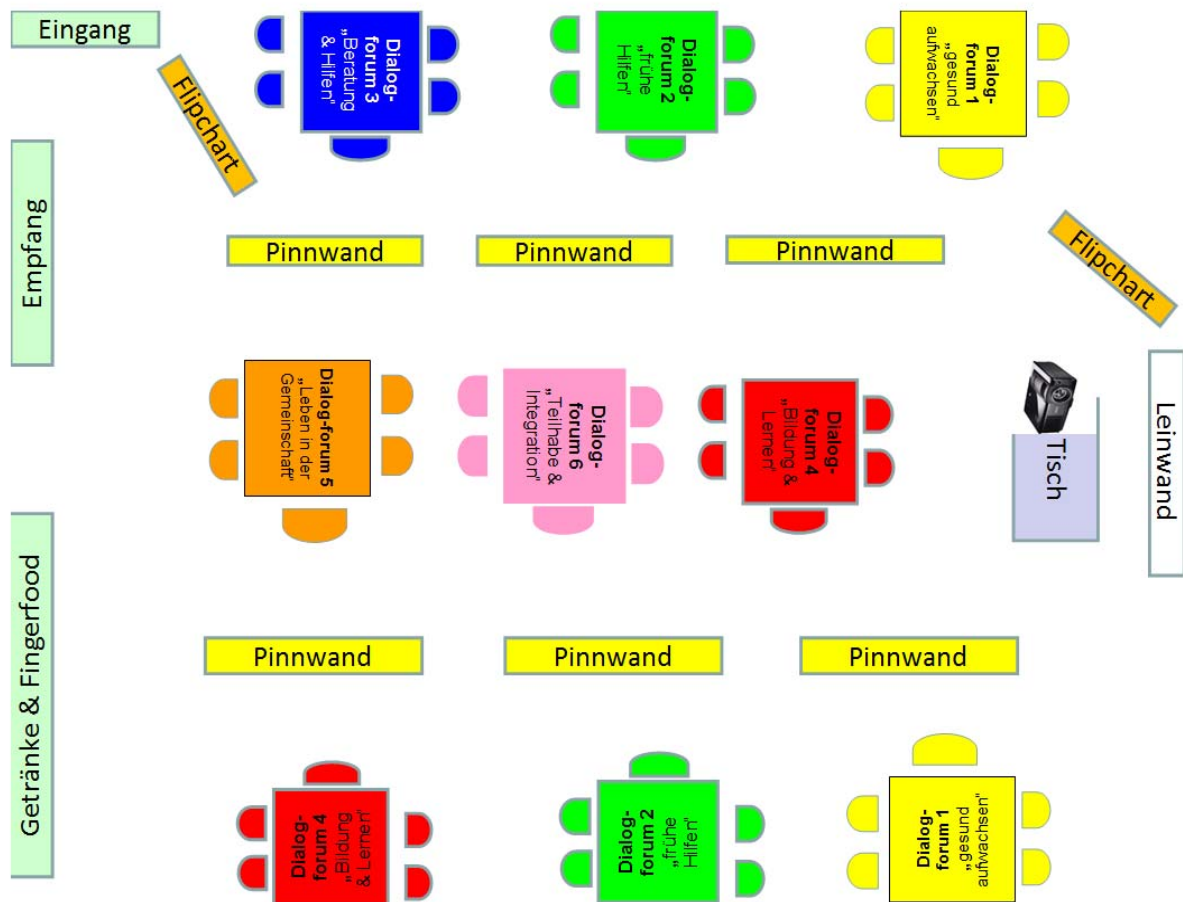 Eingang
Flipchart
Dialog-
forum 3
„Beratung
& Hilfen"
Dialog-
forum 2
„frühe
Hilfen"
Dialog-
forum 1
„gesund
aufwachsen"
Empfang
Pinnwand
Pinnwand
Pinnwand
Flipchart
Dialog-forum 5
„Leben in der
Gemeinschaft"
Dialog-
forum 6
„Teilhabe &
Integration"
Dialog-
forum 4
„Bildung &
Lernen"
Tisch
Leinwand
Getränke & Fingerfood
Pinnwand
Pinnwand
Pinnwand
Dialog-
forum 4
„Bildung
& Lernen"
Dialog-
forum 2
„frühe
Hilfen"
Dialog-
forum 1
„gesund
aufwachsen"